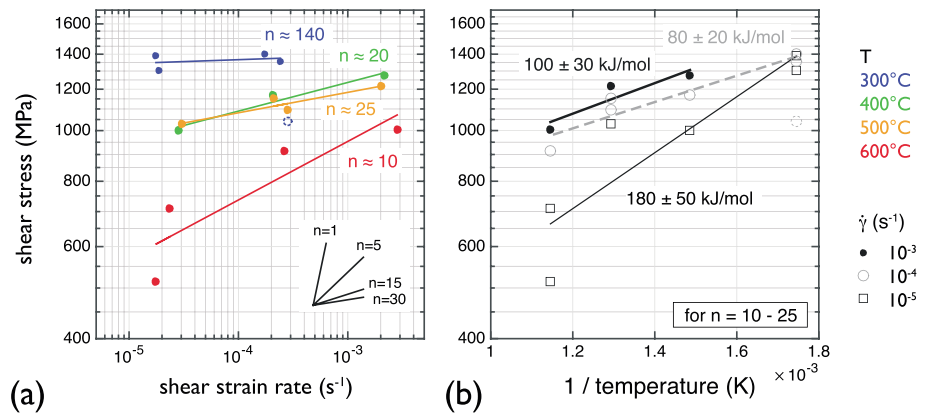 1600
1400
1200
1000
800
600
400
shear stress (MPa)
n ≈ 140
n ≈ 20
n ≈ 25
n ≈ 10
n=1
n=5
n=15
n=30
10⁻⁵
10⁻⁴
10⁻³
shear strain rate (s⁻¹)
(a)
1600
1400
1200
1000
800
600
400
80 ± 20 kJ/mol
100 ± 30 kJ/mol
180 ± 50 kJ/mol
for n = 10 - 25
1
1.2
1.4
1.6
1.8
× 10⁻³
1 / temperature (K)
(b)
T
300°C
400°C
500°C
600°C
γ̇ (s⁻¹)
10⁻³
10⁻⁴
10⁻⁵